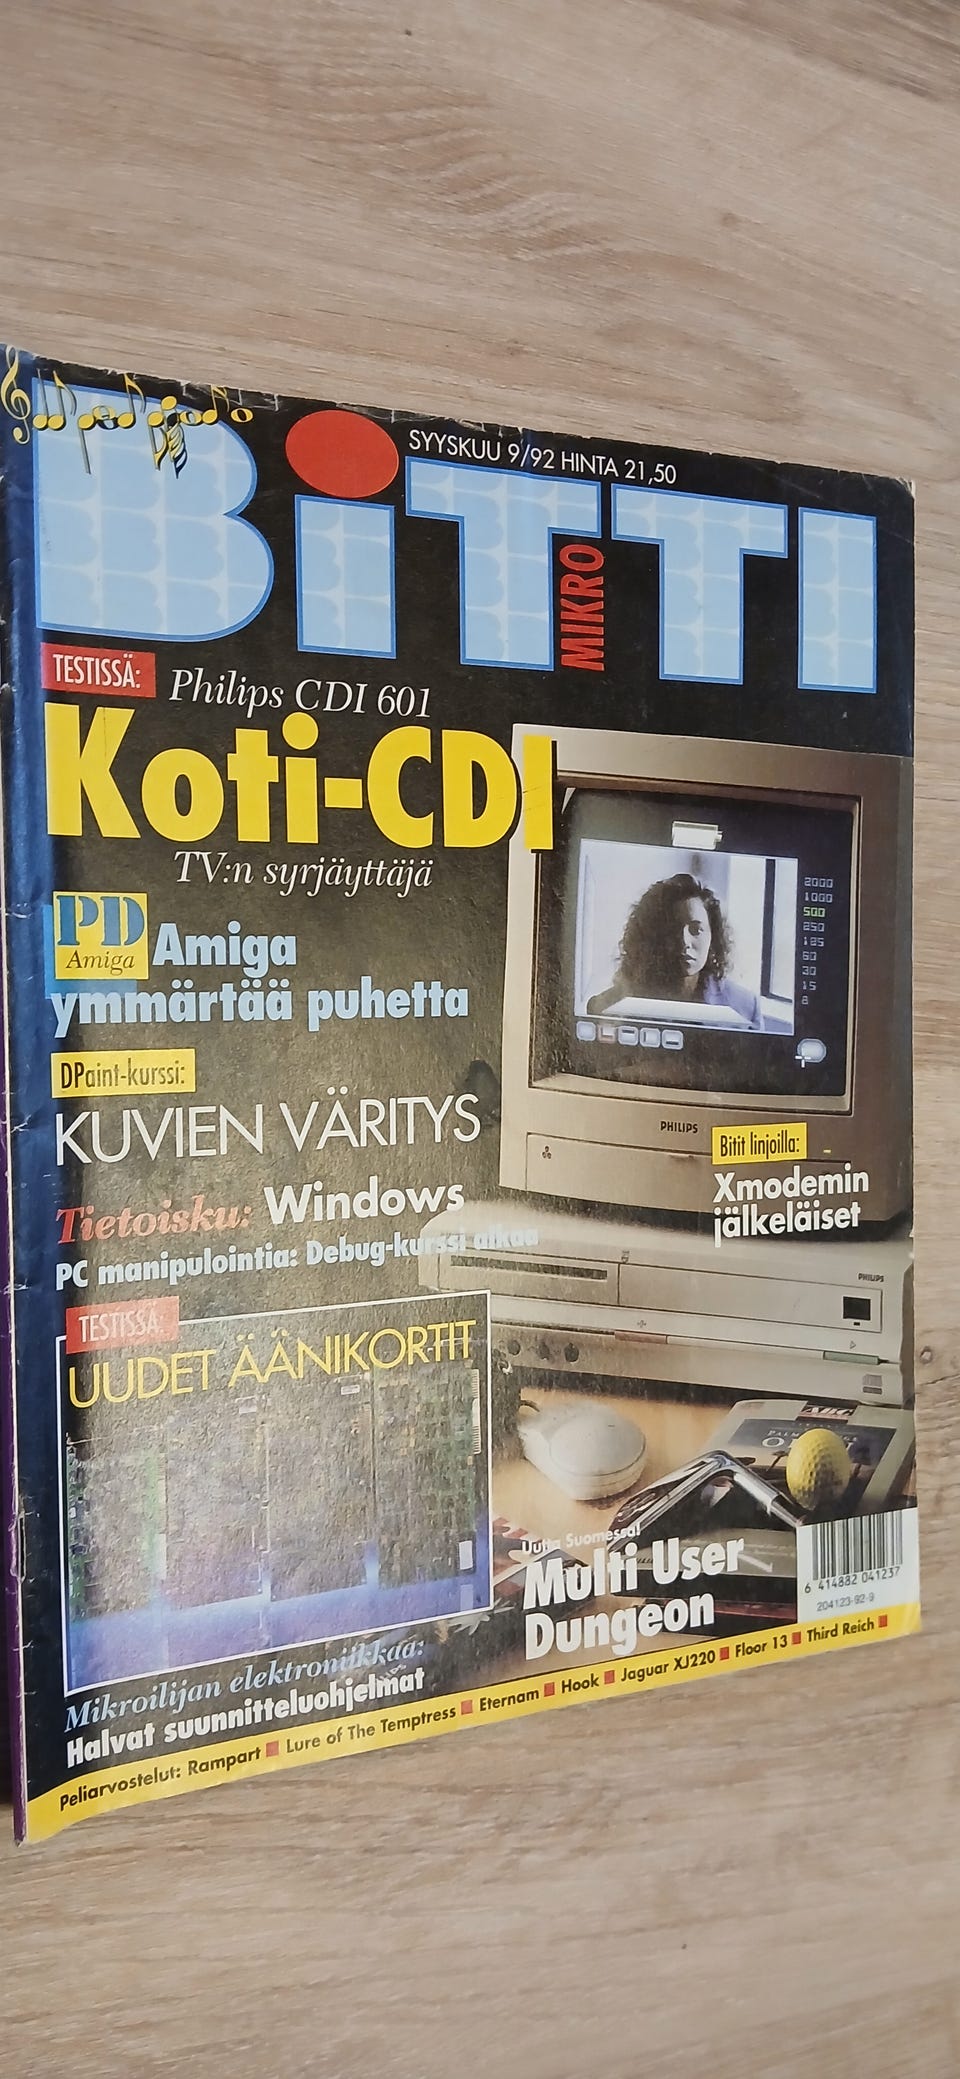 SYYSKUU 9/92 HINTA 21,50
BiTTI
MIKRO
TESTISSÄ:
Philips CDI 601
Koti-CDI
TV:n syrjäyttäjä
PD
Amiga
Amiga
ymmärtää puhetta
DPaint-kurssi:
KUVIEN VÄRITYS
Tietoisku: Windows
PC manipulointia: Debug-kurssi alkaa
2000
1000
500
250
125
60
30
15
8
PHILIPS
Bitit linjoilla:
Xmodemin
jälkeläiset
PHILIPS
TESTISSÄ:
UUDET ÄÄNIKORTIT
Uutta Suomessa!
Multi User
Dungeon
6 414882 041237
204123-92-9
Mikroilijan elektroniikkaa:
Halvat suunnitteluohjelmat
Peliarvostelut: Rampart ■ Lure of The Temptress ■ Eternam ■ Hook ■ Jaguar XJ220 ■ Floor 13 ■ Third Reich ■